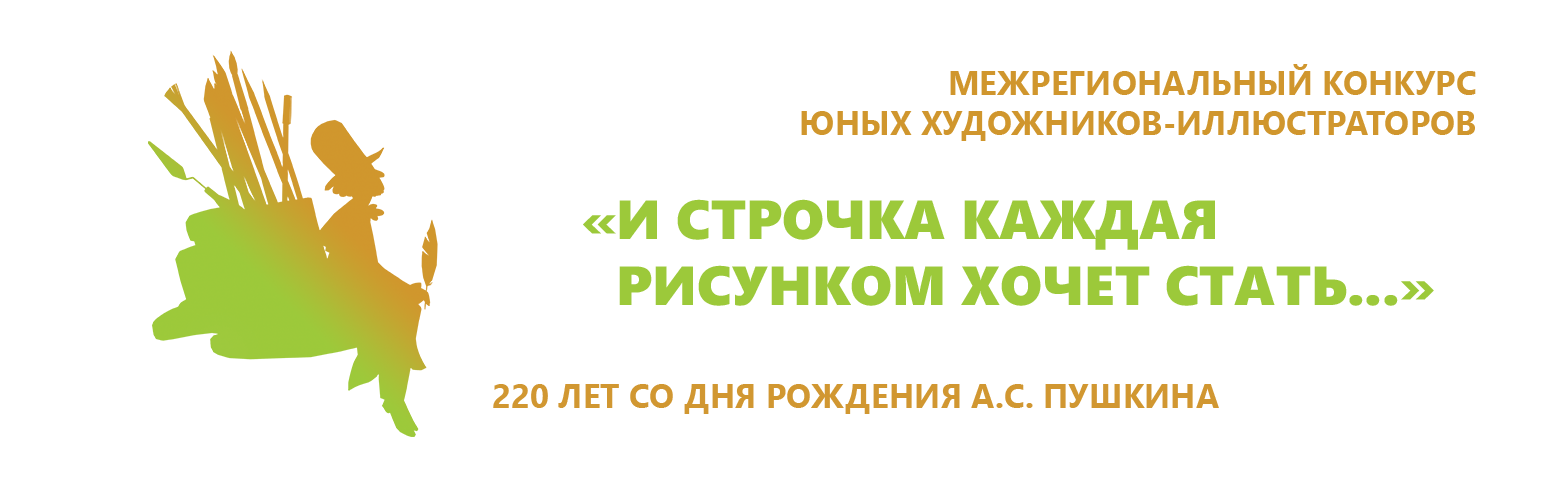 МЕЖРЕГИОНАЛЬНЫЙ КОНКУРС
ЮНЫХ ХУДОЖНИКОВ-ИЛЛЮСТРАТОРОВ
«И СТРОЧКА КАЖДАЯ
РИСУНКОМ ХОЧЕТ СТАТЬ...»
220 ЛЕТ СО ДНЯ РОЖДЕНИЯ А.С. ПУШКИНА